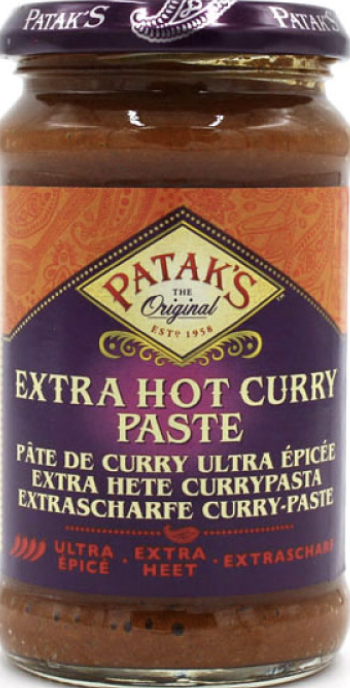 PATAK'S PATAK'S
PATAK'S
THE
Original
ESTD 1958
EXTRA HOT CURRY
PASTE
PÂTE DE CURRY ULTRA ÉPICÉE
EXTRA HETE CURRYPASTA
EXTRASCHARFE CURRY-PASTE
ULTRA ÉPICÉ · EXTRA HEET · EXTRASCHARF